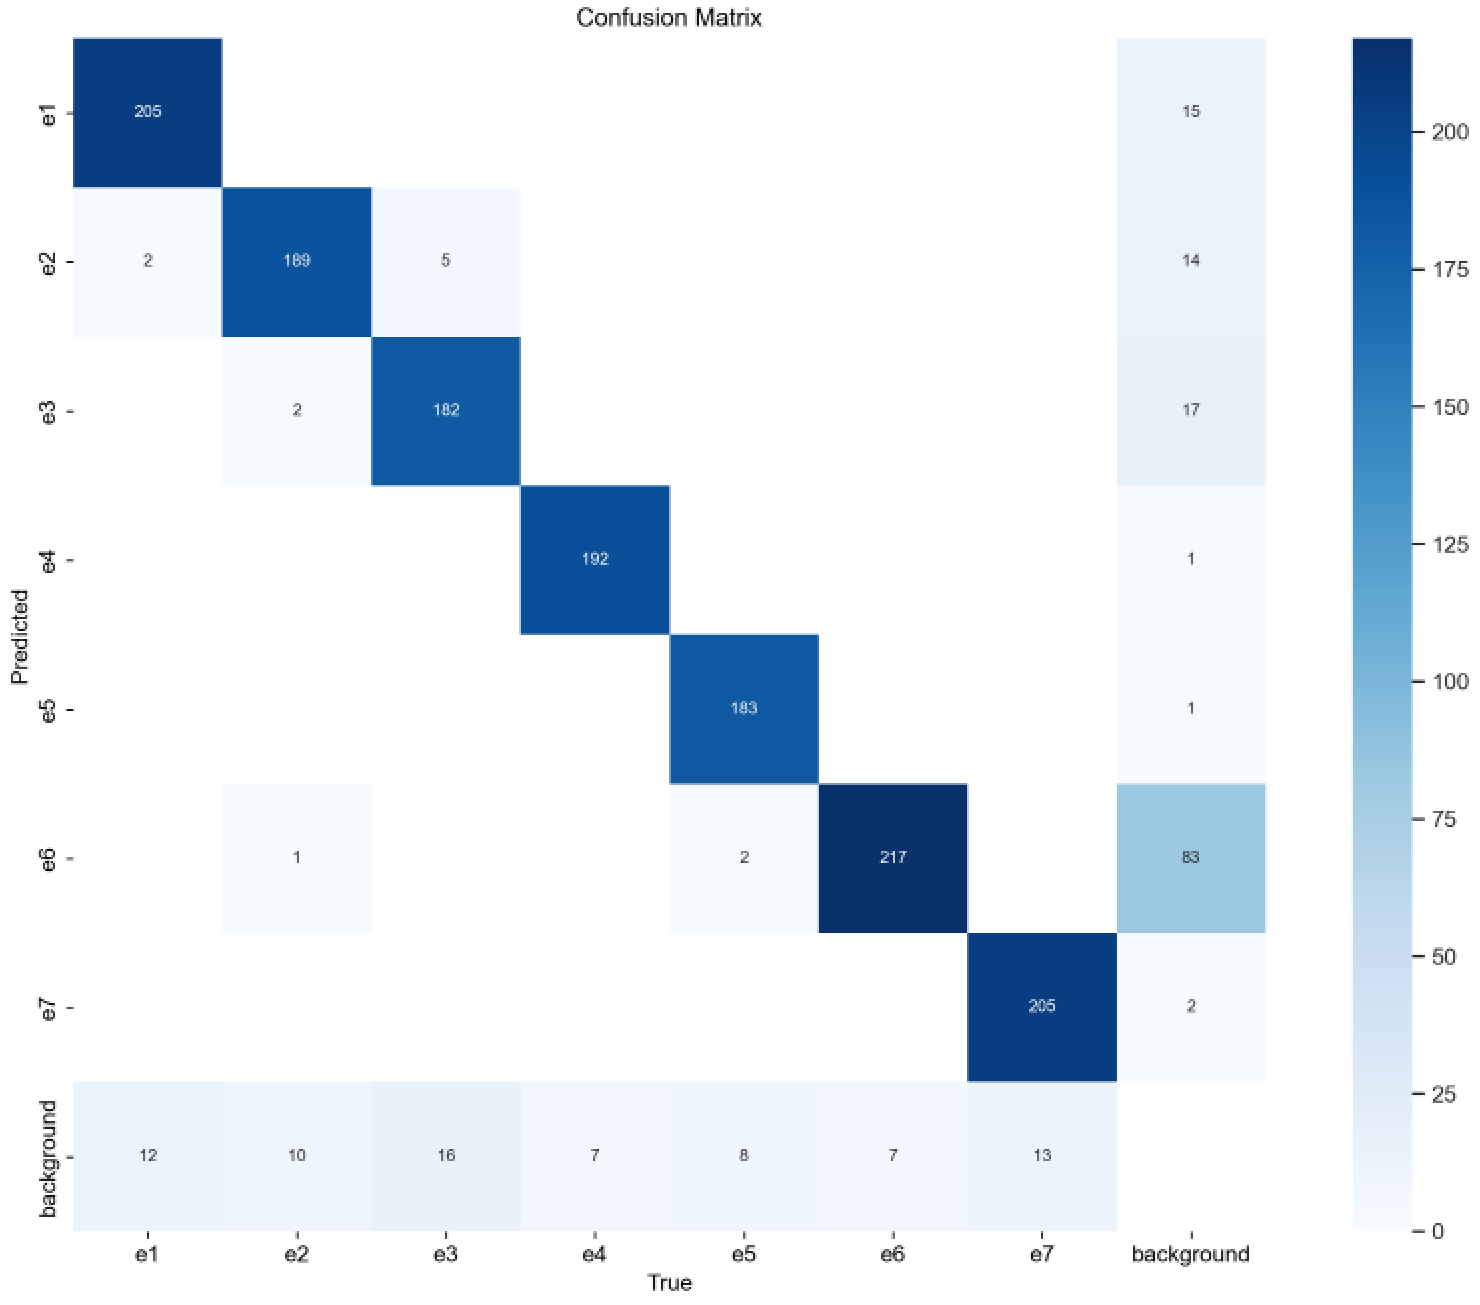 Confusion Matrix
e1 205 15 200
e2 2 189 5 14 175
e3 2 182 17 150
e4 192 1 125
Predicted
e5 183 1 100
75
e6 1 2 217 83
50
e7 205 2
25
background 12 10 16 7 8 7 13
0
e1 e2 e3 e4 e5 e6 e7 background
True